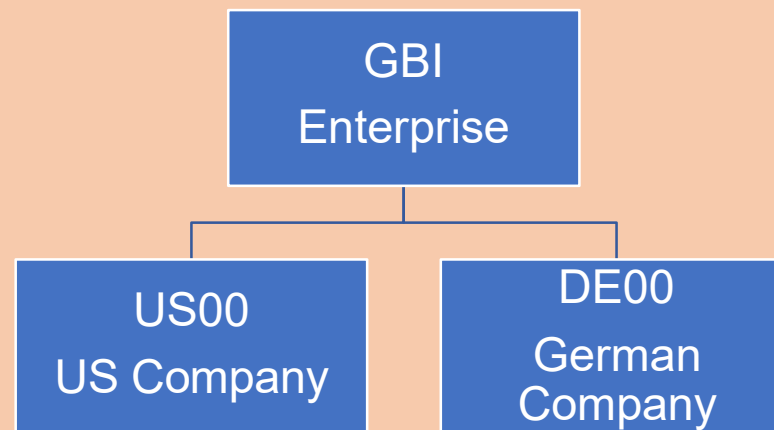 GBI
Enterprise
US00
US Company
DE00
German
Company